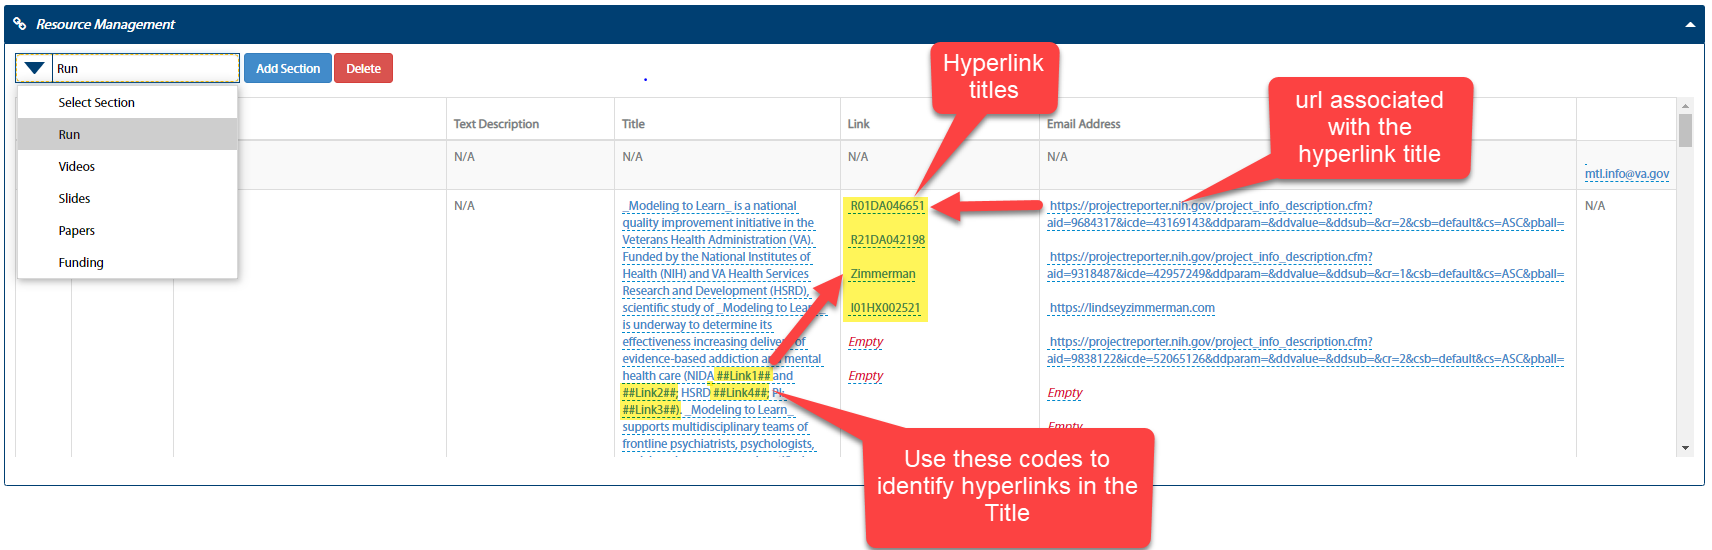 Resource Management
Run
Add Section
Delete
Select Section
Run
Videos
Slides
Papers
Funding
Text Description
Title
Link
Email Address
N/A
N/A
N/A
N/A
mtl.info@va.gov
N/A
_Modeling to Learn_ is a national
quality improvement initiative in the
Veterans Health Administration (VA).
Funded by the National Institutes of
Health (NIH) and VA Health Services
Research and Development (HSRD),
scientific study of _Modeling to Learn_
is underway to determine its
effectiveness increasing delivery of
evidence-based addiction and mental
health care (NIDA ##Link1## and
##Link2##; HSRD ##Link4##; PI:
##Link3##). _Modeling to Learn_
supports multidisciplinary teams of
frontline psychiatrists, psychologists,
R01DA046651
R21DA042198
Zimmerman
I01HX002521
Empty
Empty
https://projectreporter.nih.gov/project_info_description.cfm?
aid=9684317&icde=43169143&ddparam=&ddvalue=&ddsub=&cr=2&csb=default&cs=ASC&pball=
https://projectreporter.nih.gov/project_info_description.cfm?
aid=9318487&icde=42957249&ddparam=&ddvalue=&ddsub=&cr=1&csb=default&cs=ASC&pball=
https://lindseyzimmerman.com
https://projectreporter.nih.gov/project_info_description.cfm?
aid=9838122&icde=52065126&ddparam=&ddvalue=&ddsub=&cr=2&csb=default&cs=ASC&pball=
Empty
Empty
N/A
Hyperlink
titles
url associated
with the
hyperlink title
Use these codes to
identify hyperlinks in the
Title